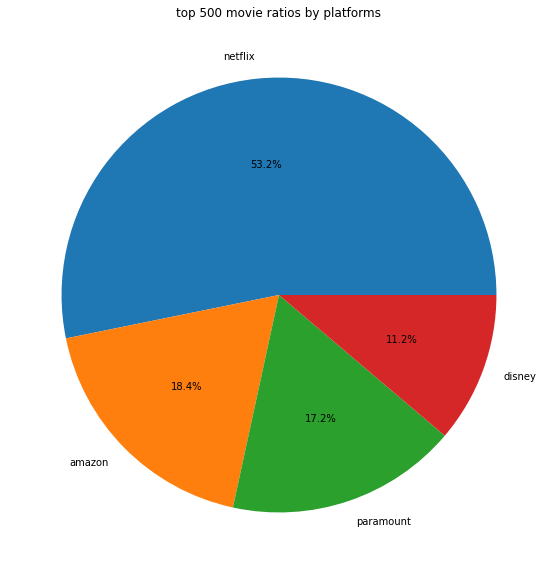 top 500 movie ratios by platforms
netflix
53.2%
11.2%
disney
18.4%
17.2%
amazon
paramount